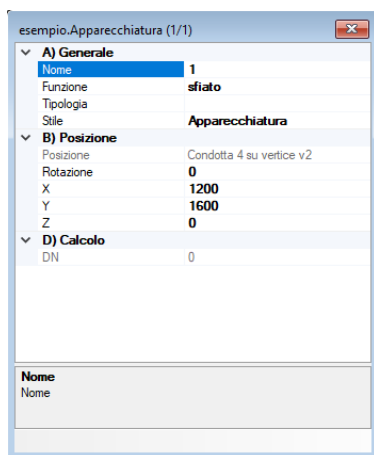 esempio.Apparecchiatura (1/1)
A) Generale
Nome 1
Funzione sfiato
Tipologia
Stile Apparecchiatura
B) Posizione
Posizione Condotta 4 su vertice v2
Rotazione 0
X 1200
Y 1600
Z 0
D) Calcolo
DN 0
Nome
Nome